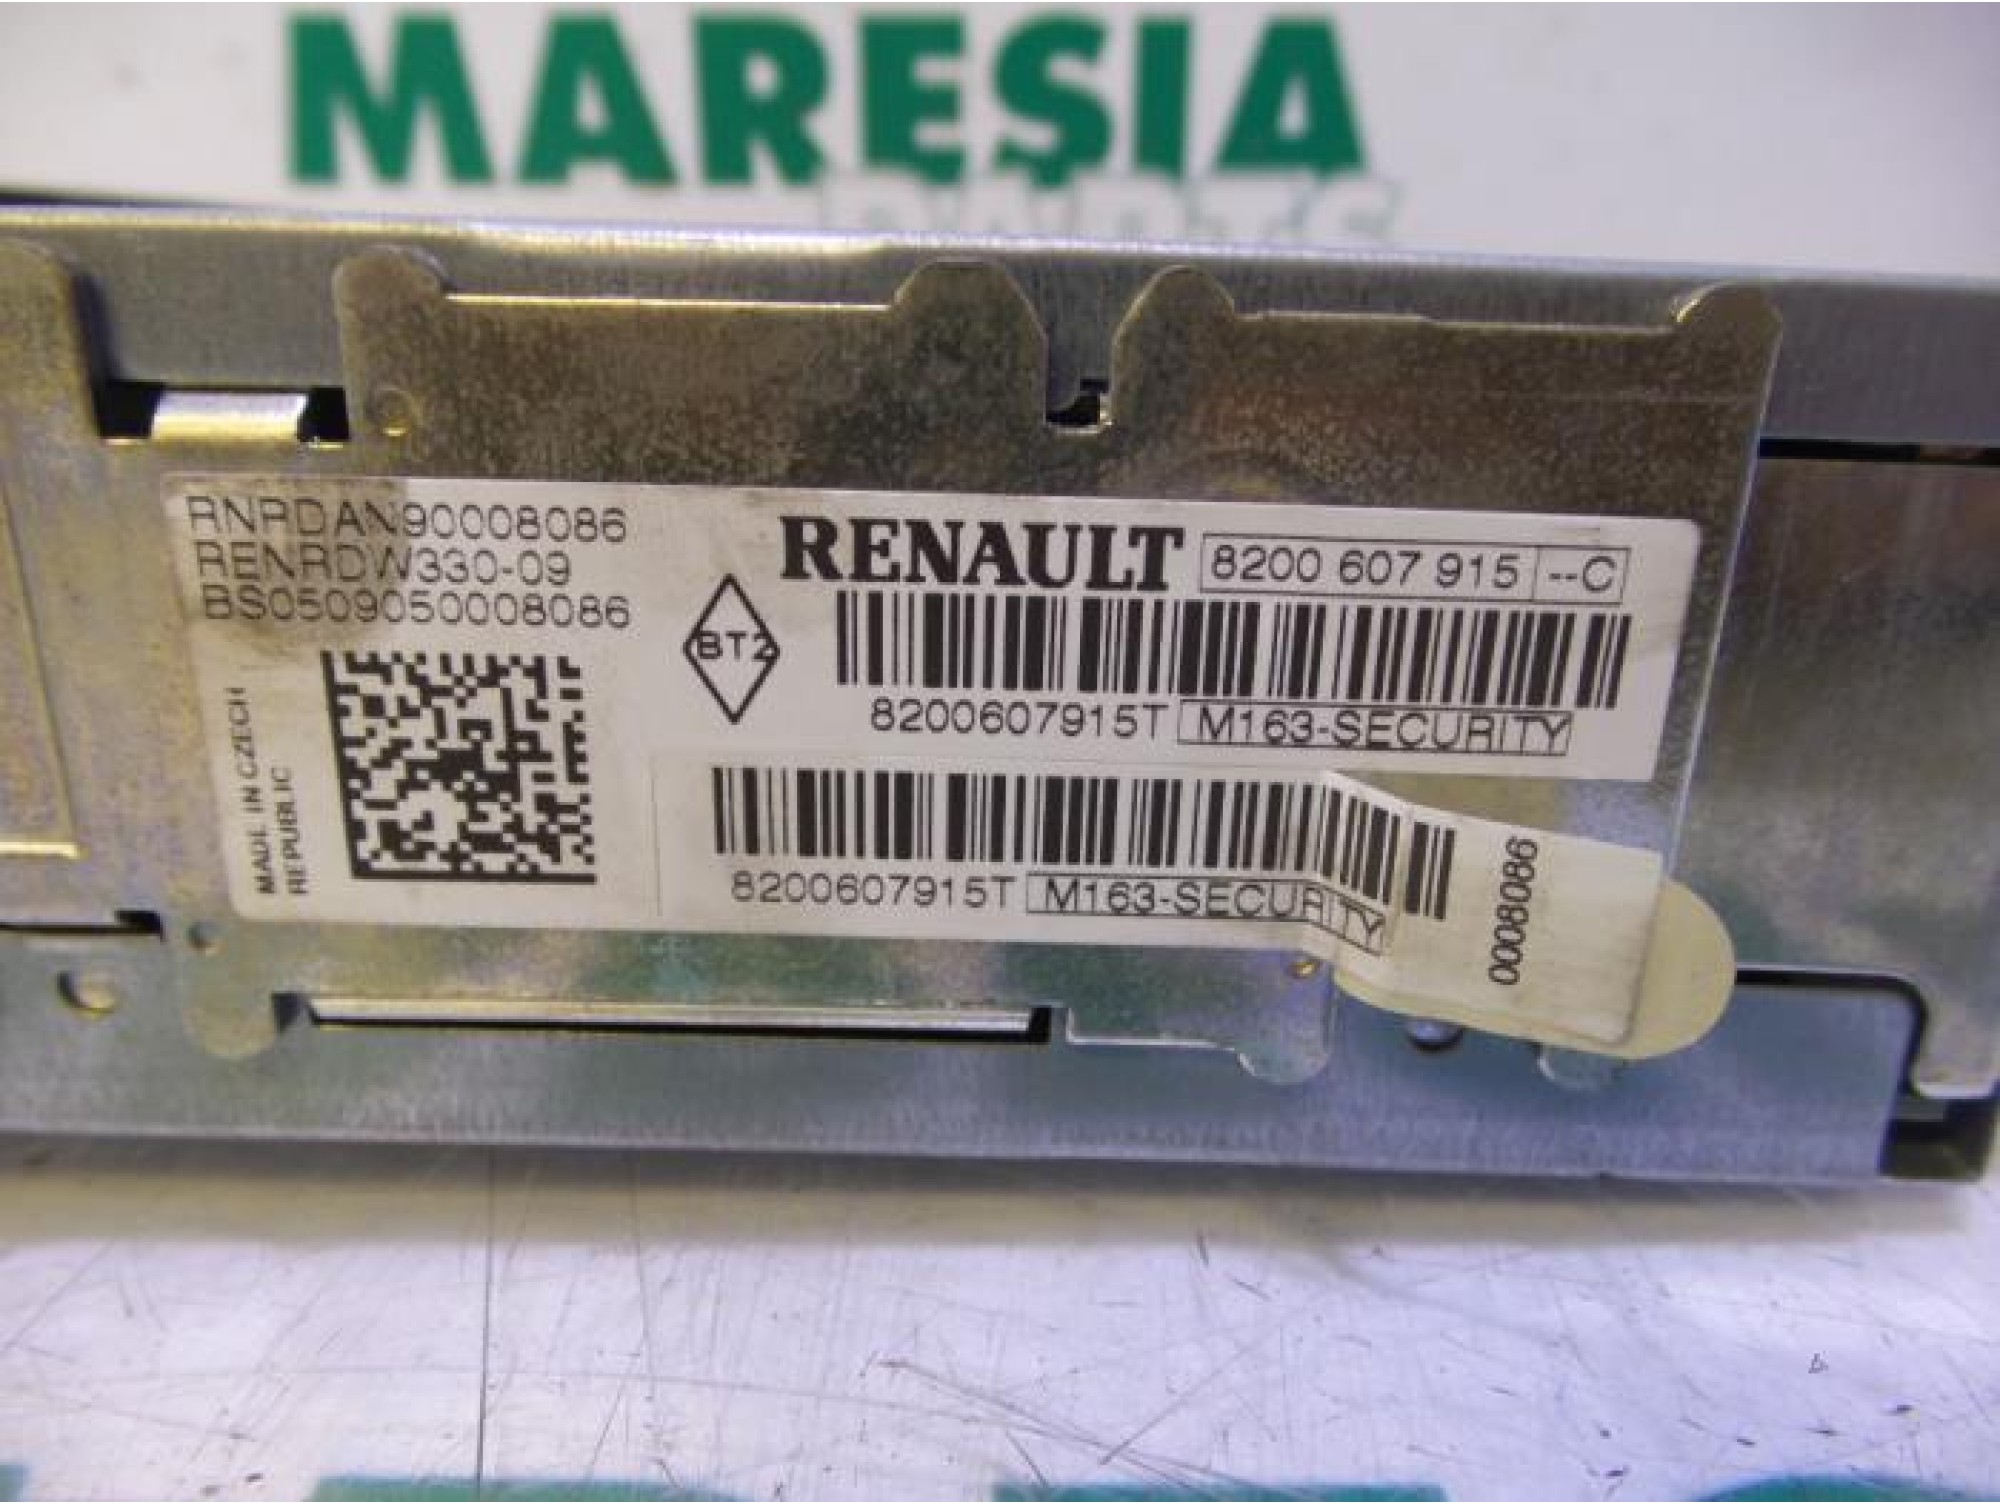 MARESIA
parts
RNRDAN90008086
RENRDW330-09
BS0509050008086
MADE IN CZECH
REPUBLIC
BT2
RENAULT 8200 607 915 --C
8200607915T M163-SECURITY
8200607915T M163-SECURITY
0008086